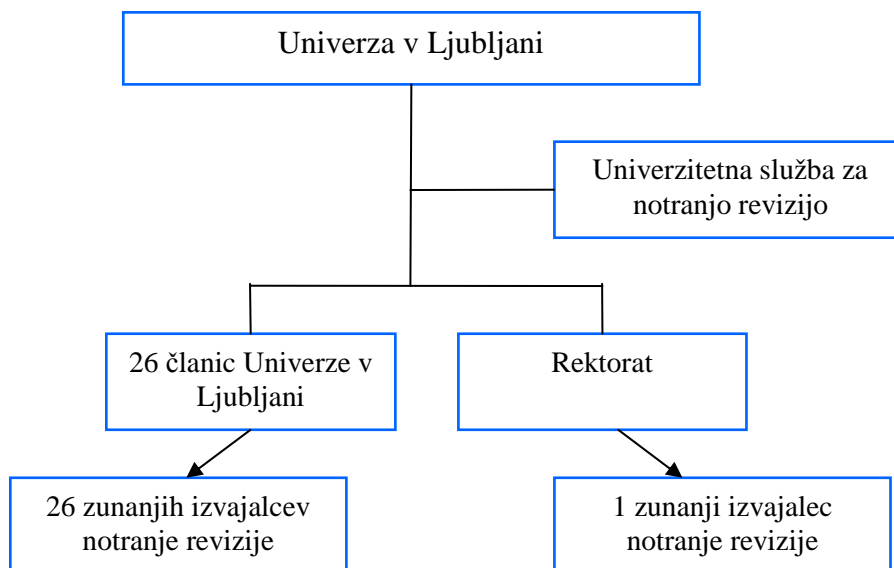 Univerza v Ljubljani
Univerzitetna služba za
notranjo revizijo
26 članic Univerze v
Ljubljani
Rektorat
26 zunanjih izvajalcev
notranje revizije
1 zunanji izvajalec
notranje revizije